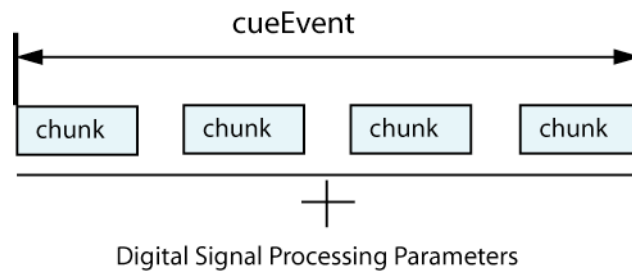 cueEvent
chunk chunk chunk chunk
Digital Signal Processing Parameters